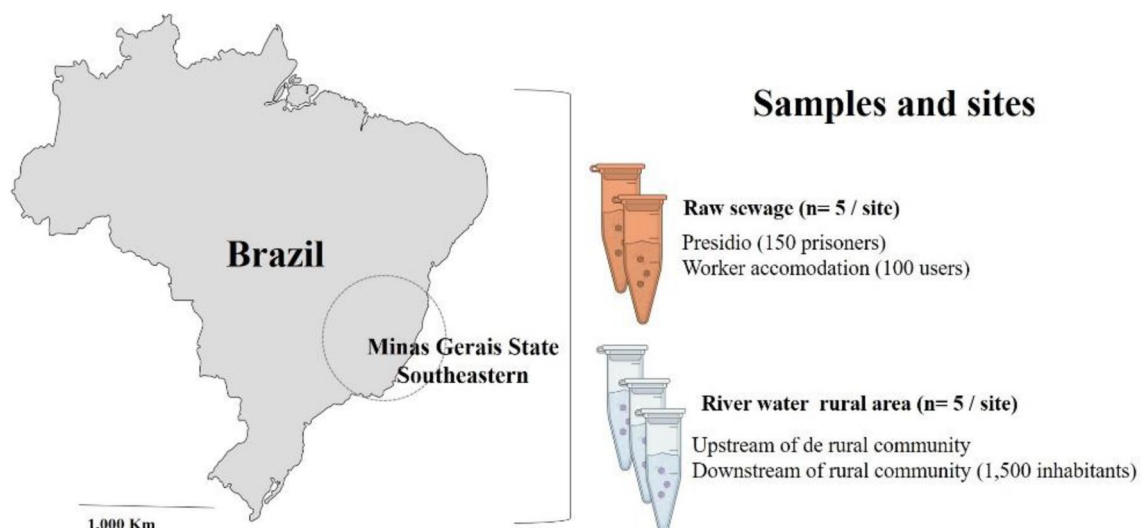 Samples and sites
Brazil
Minas Gerais State
Southeastern
1.000 Km
Raw sewage (n= 5 / site)
Presidio (150 prisoners)
Worker accomodation (100 users)
River water rural area (n= 5 / site)
Upstream of de rural community
Downstream of rural community (1,500 inhabitants)